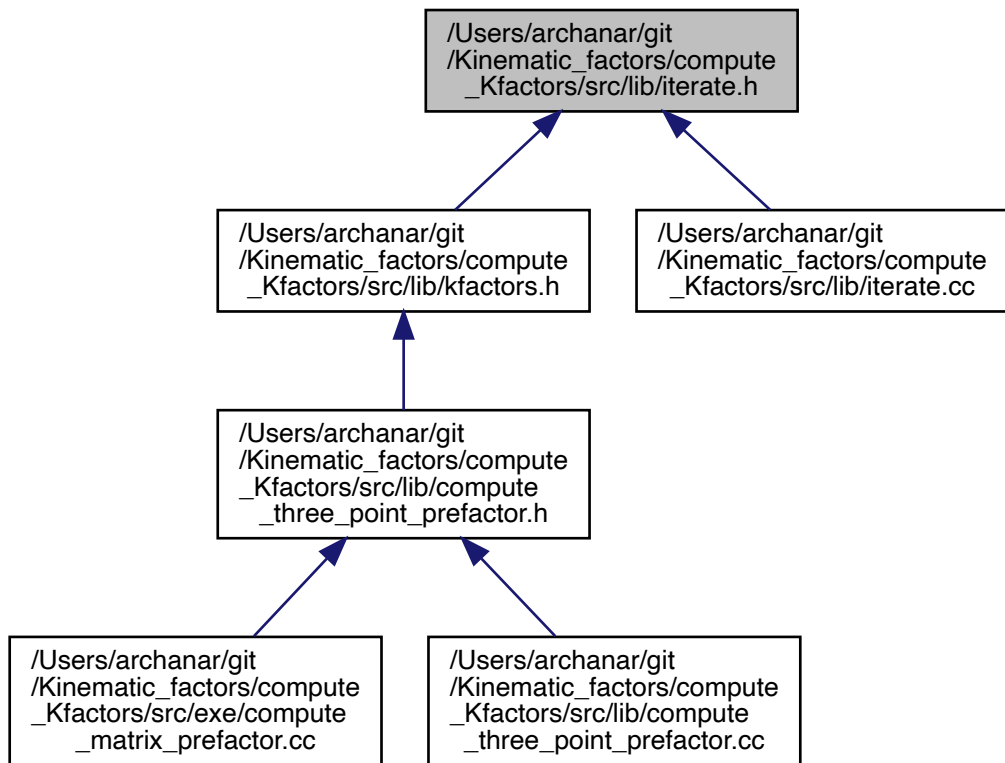 /Users/archanar/git
/Kinematic_factors/compute
_Kfactors/src/lib/iterate.h
/Users/archanar/git
/Kinematic_factors/compute
_Kfactors/src/lib/kfactors.h
/Users/archanar/git
/Kinematic_factors/compute
_Kfactors/src/lib/iterate.cc
/Users/archanar/git
/Kinematic_factors/compute
_Kfactors/src/lib/compute
_three_point_prefactor.h
/Users/archanar/git
/Kinematic_factors/compute
_Kfactors/src/exe/compute
_matrix_prefactor.cc
/Users/archanar/git
/Kinematic_factors/compute
_Kfactors/src/lib/compute
_three_point_prefactor.cc